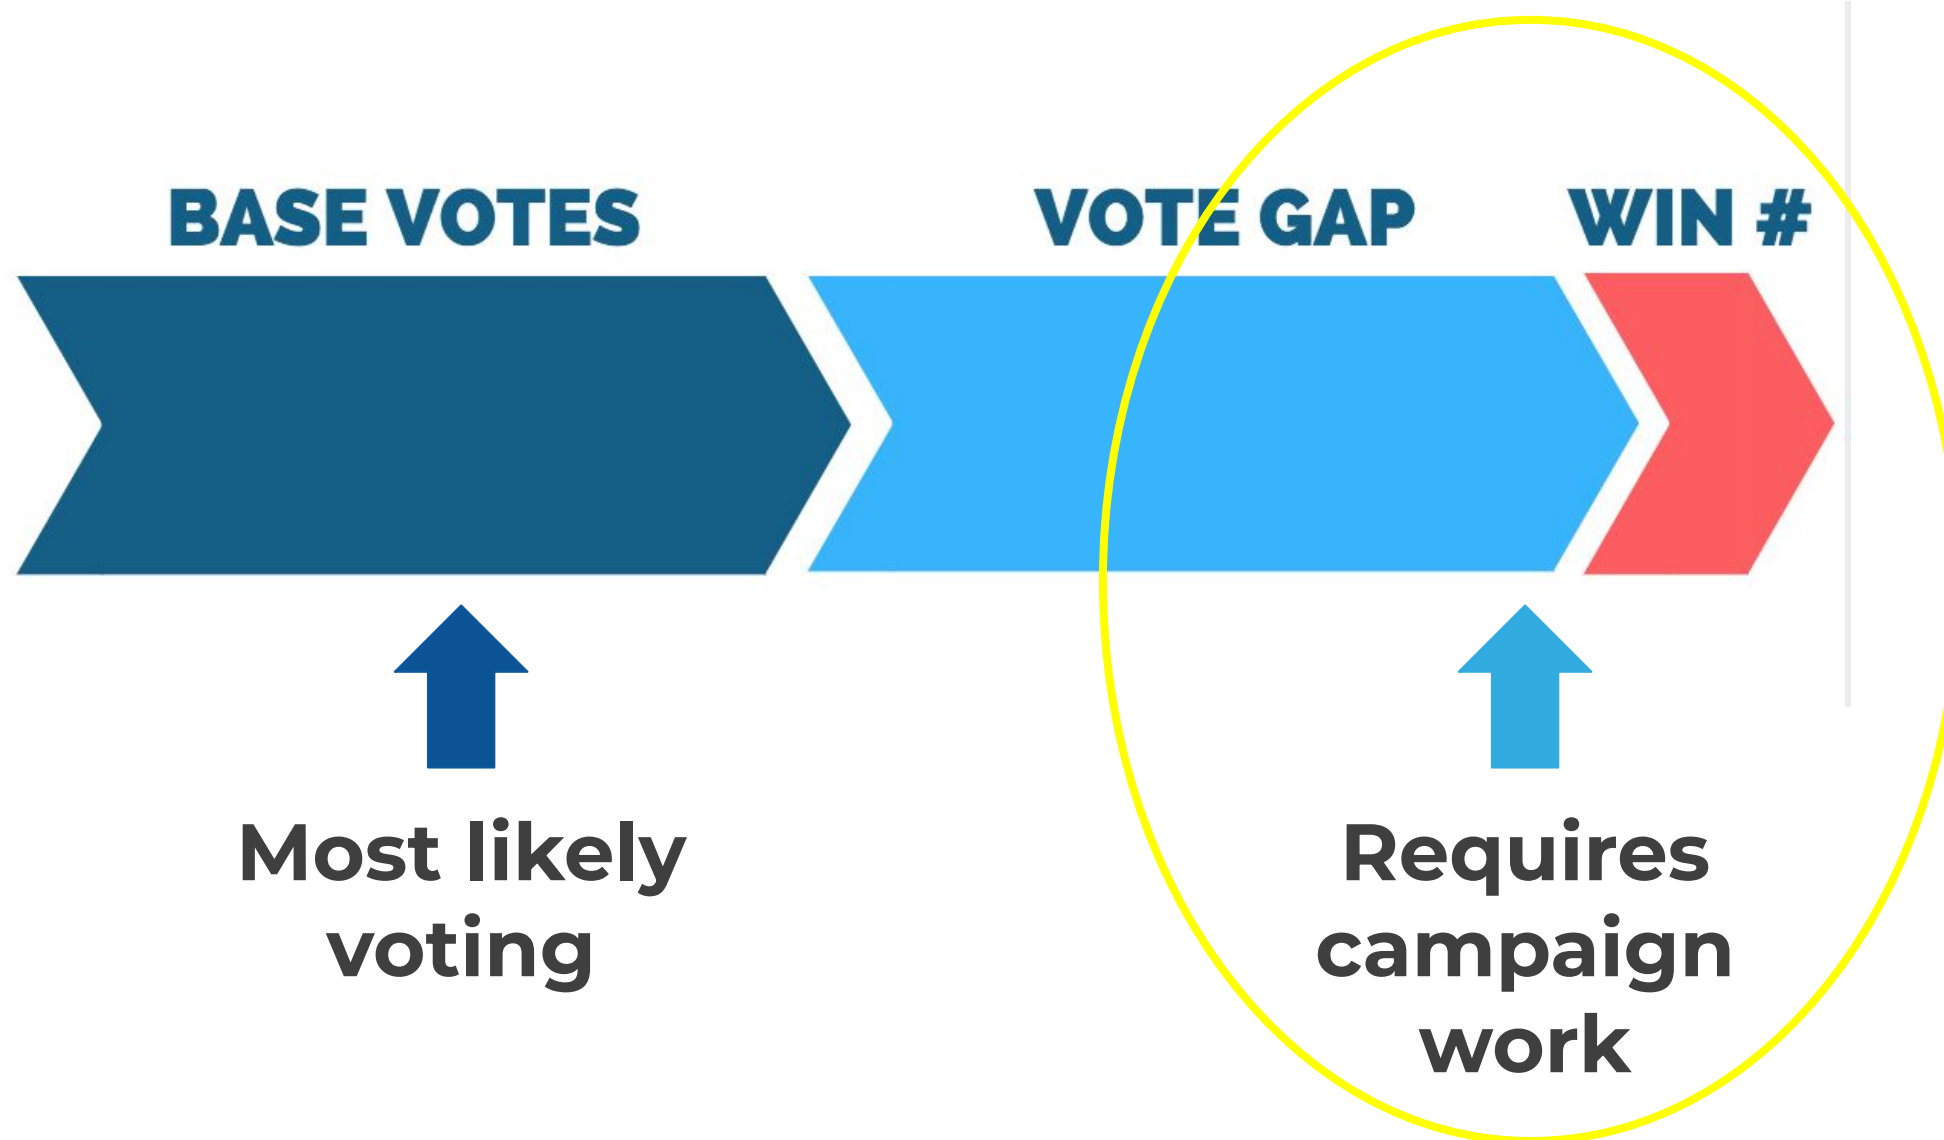 BASE VOTES
VOTE GAP
WIN #
Most likely
voting
Requires
campaign
work